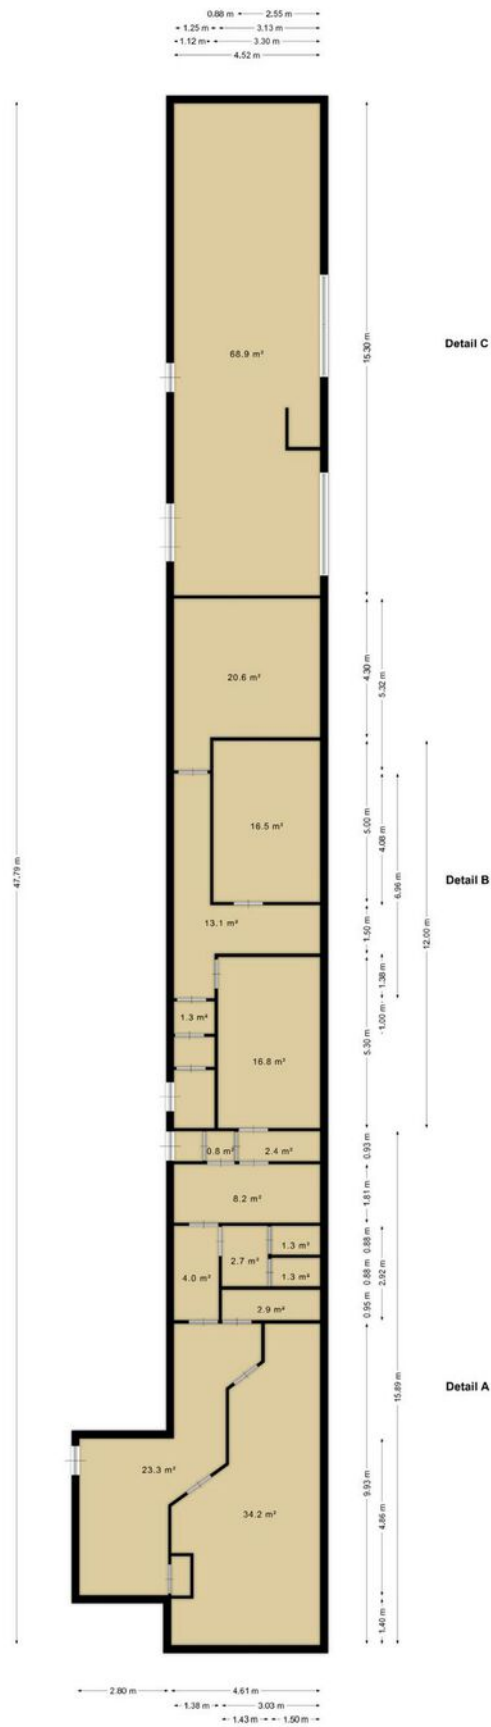 0.88 m 2.55 m
1.25 m 3.13 m
1.12 m 3.30 m
4.52 m
68.9 m²
15.30 m
Detail C
20.6 m²
4.30 m
5.32 m
16.5 m²
5.00 m
4.08 m
6.96 m
12.00 m
Detail B
47.79 m
13.1 m²
1.50 m
1.38 m
1.3 m²
1.00 m
16.8 m²
5.30 m
0.8 m²
2.4 m²
0.93 m
8.2 m²
1.81 m
4.0 m²
2.7 m²
1.3 m²
1.3 m²
0.88 m
0.88 m
2.92 m
2.9 m²
0.95 m
15.89 m
Detail A
23.3 m²
34.2 m²
9.93 m
4.86 m
1.40 m
2.80 m 4.61 m
1.38 m 3.03 m
1.43 m 1.50 m